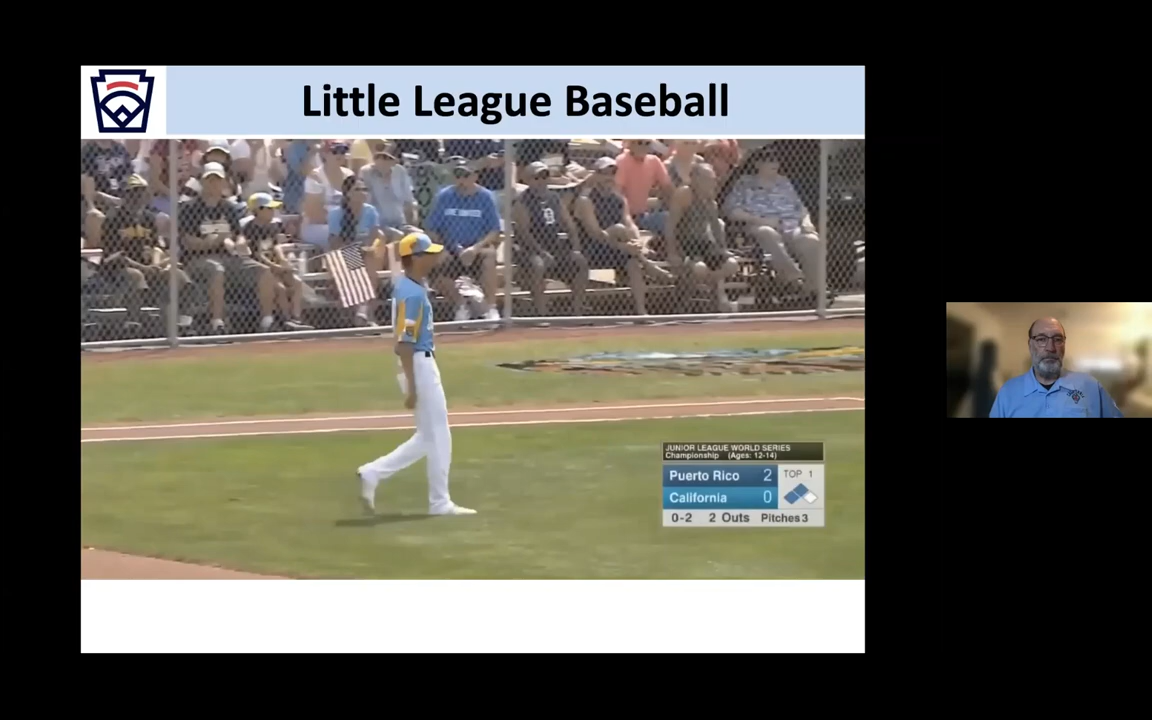 Little League Baseball
JUNIOR LEAGUE WORLD SERIES
Championship (Ages: 12-14)
Puerto Rico 2 TOP 1
California 0
0-2 2 Outs Pitches 3